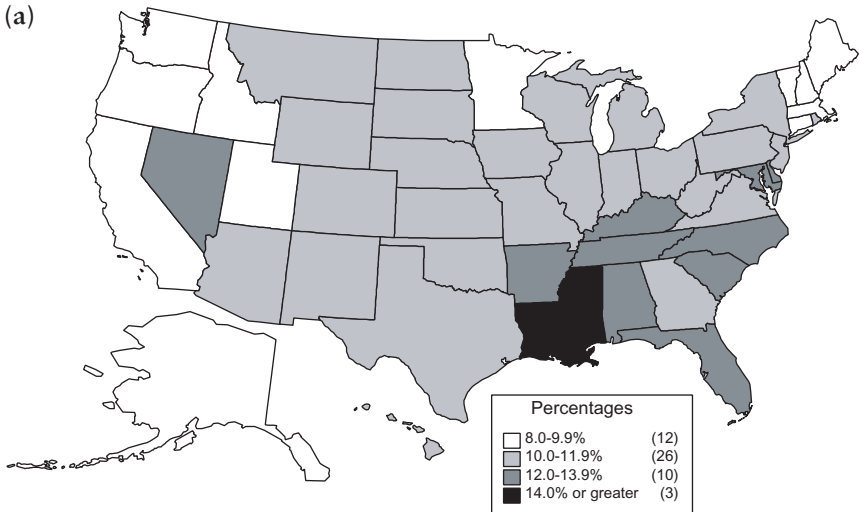 (a)
Percentages
8.0-9.9% (12)
10.0-11.9% (26)
12.0-13.9% (10)
14.0% or greater (3)